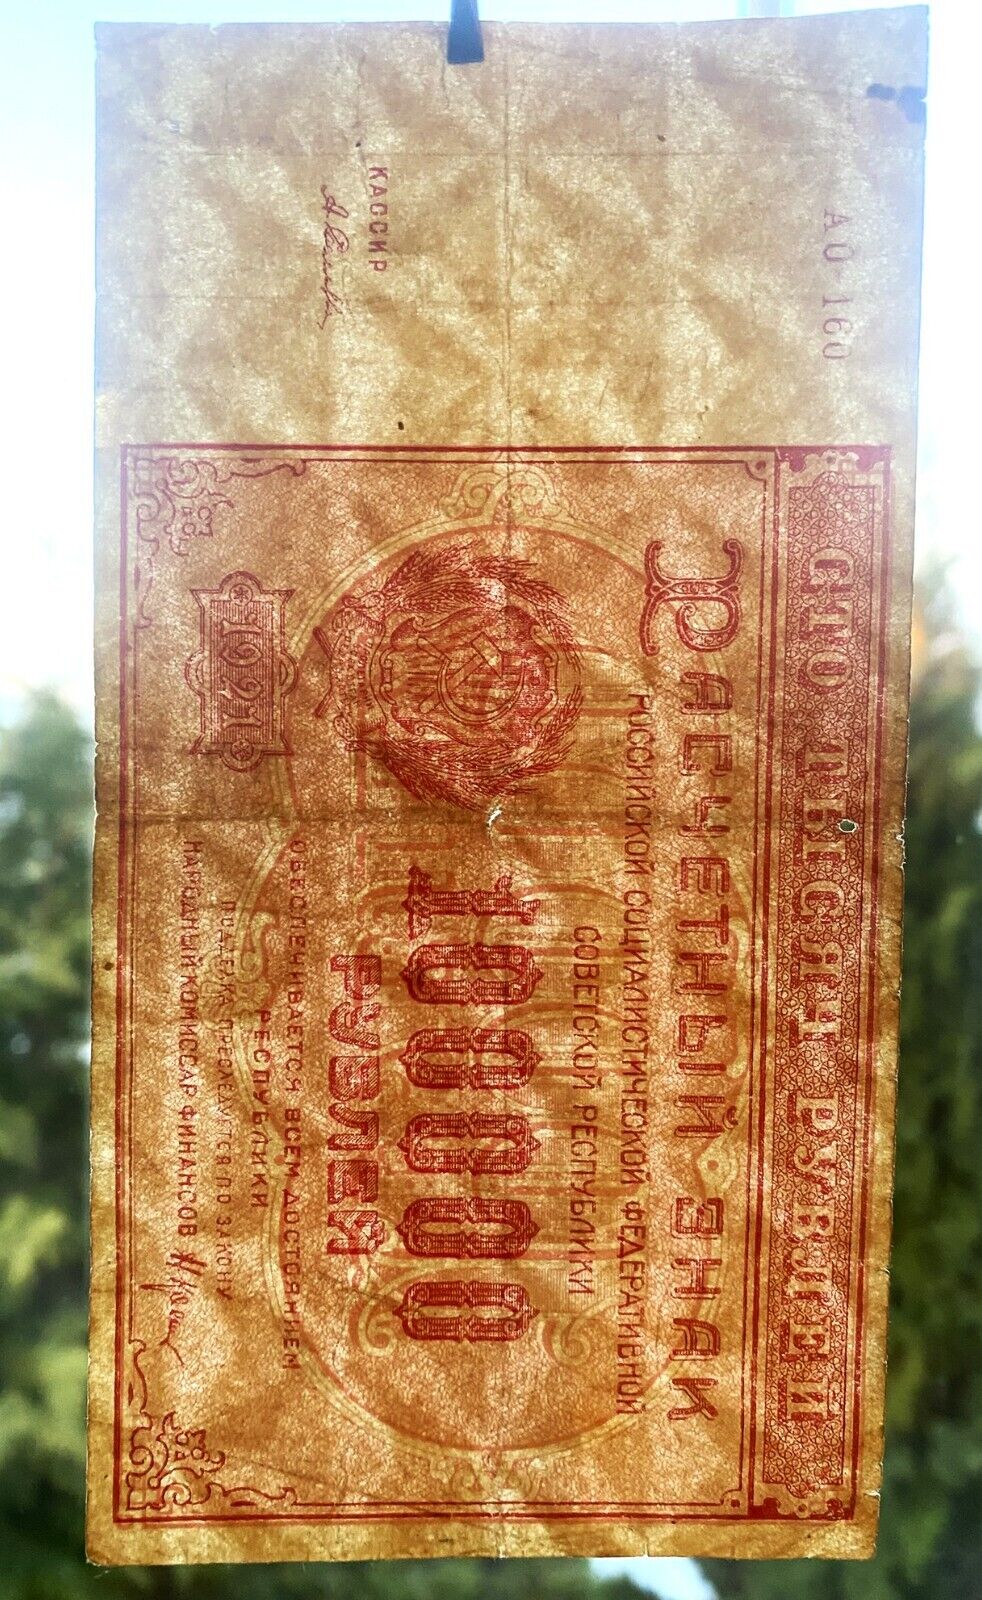 СТО ТЫСЯЧ РУБЛЕЙ
АО-160
РАСЧЕТНЫЙ ЗНАК
РОССИЙСКОЙ СОЦИАЛИСТИЧЕСКОЙ ФЕДЕРАТИВНОЙ
СОВЕТСКОЙ РЕСПУБЛИКИ
100000
РУБЛЕЙ
КАССИР
1921
ОБЕСПЕЧИВАЕТСЯ ВСЕМ ДОСТОЯНИЕМ
РЕСПУБЛИКИ
ПОДДЕЛКА ПРЕСЛЕДУЕТСЯ ПО ЗАКОНУ
НАРОДНЫЙ КОМИССАР ФИНАНСОВ